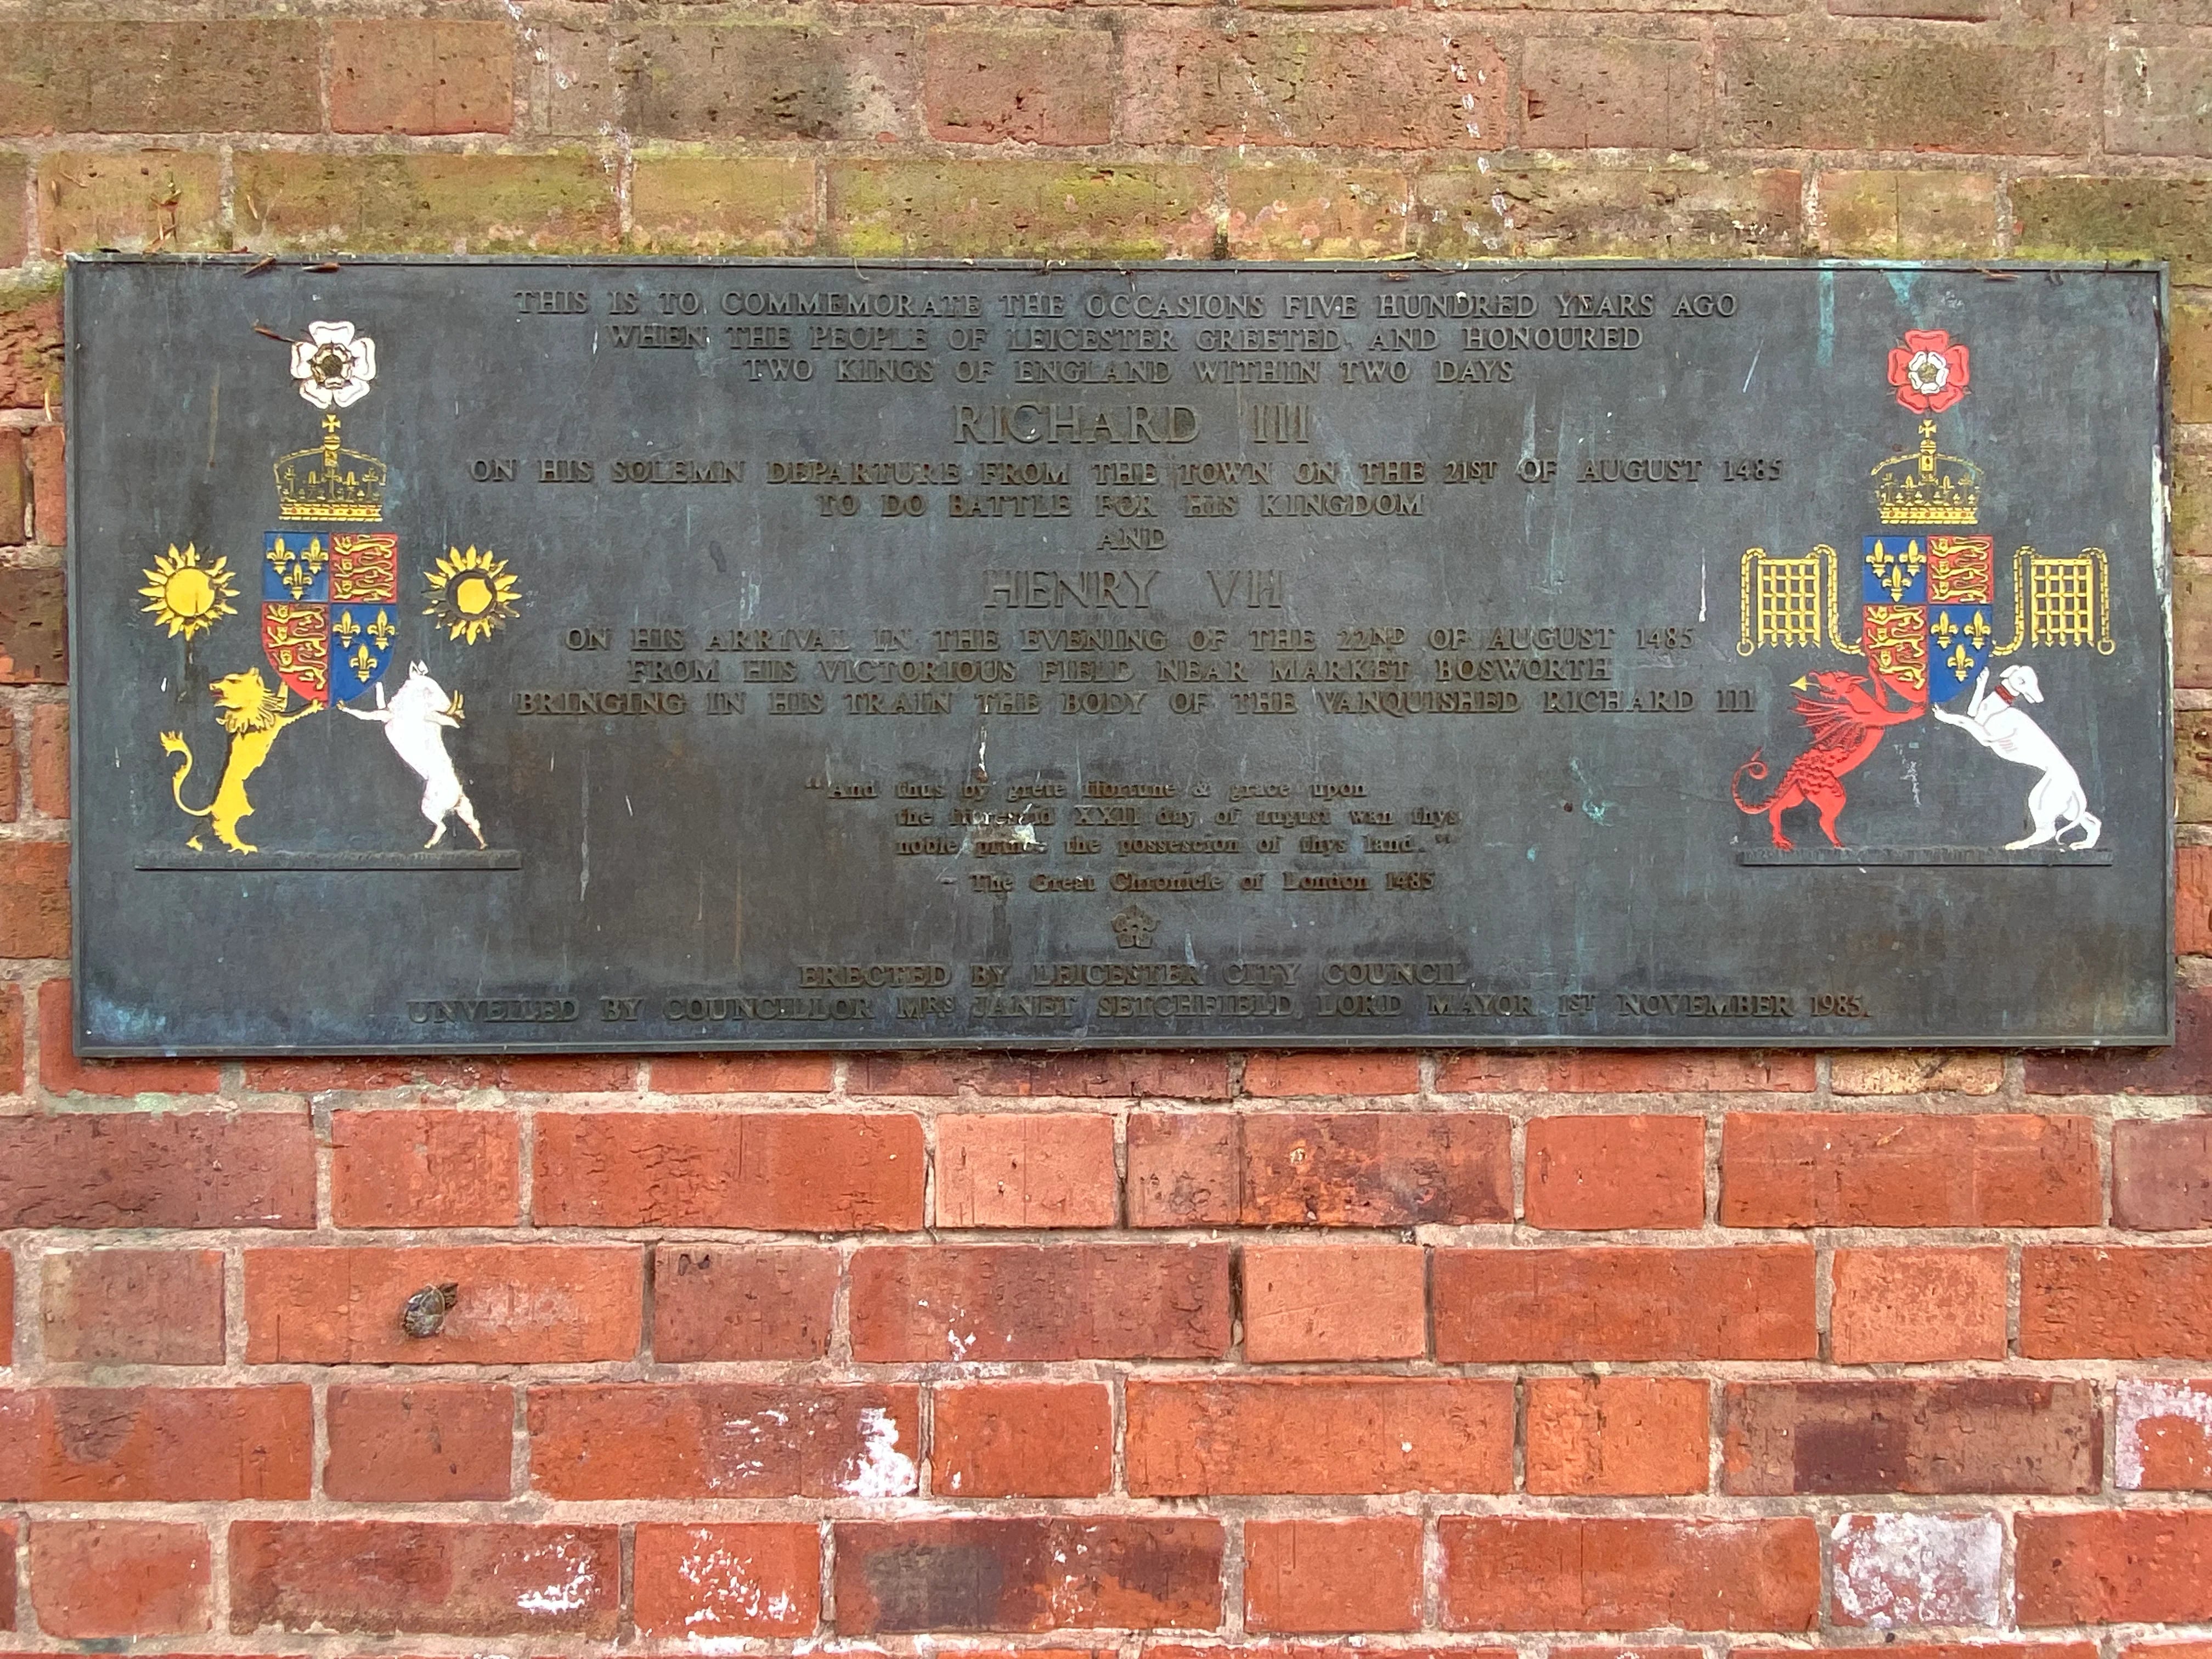 THIS IS TO COMMEMORATE THE OCCASIONS FIVE HUNDRED YEARS AGO
WHEN THE PEOPLE OF LEICESTER GREETED AND HONOURED
TWO KINGS OF ENGLAND WITHIN TWO DAYS
RICHARD III
ON HIS SOLEMN DEPARTURE FROM THE TOWN ON THE 21ST OF AUGUST 1485
TO DO BATTLE FOR HIS KINGDOM
AND
HENRY VII
ON HIS ARRIVAL IN THE EVENING OF THE 22ND OF AUGUST 1485
FROM HIS VICTORIOUS FIELD NEAR MARKET BOSWORTH
BRINGING IN HIS TRAIN THE BODY OF THE VANQUISHED RICHARD III
"And thus by grete ffortune & grace upon
the fforesaid XXII day of august wan thys
noble prince the possescion of thys land."
- The Great Chronicle of London 1485
ERECTED BY LEICESTER CITY COUNCIL
UNVEILED BY COUNCILLOR MRS JANET SETCHFIELD, LORD MAYOR 1ST NOVEMBER 1985.